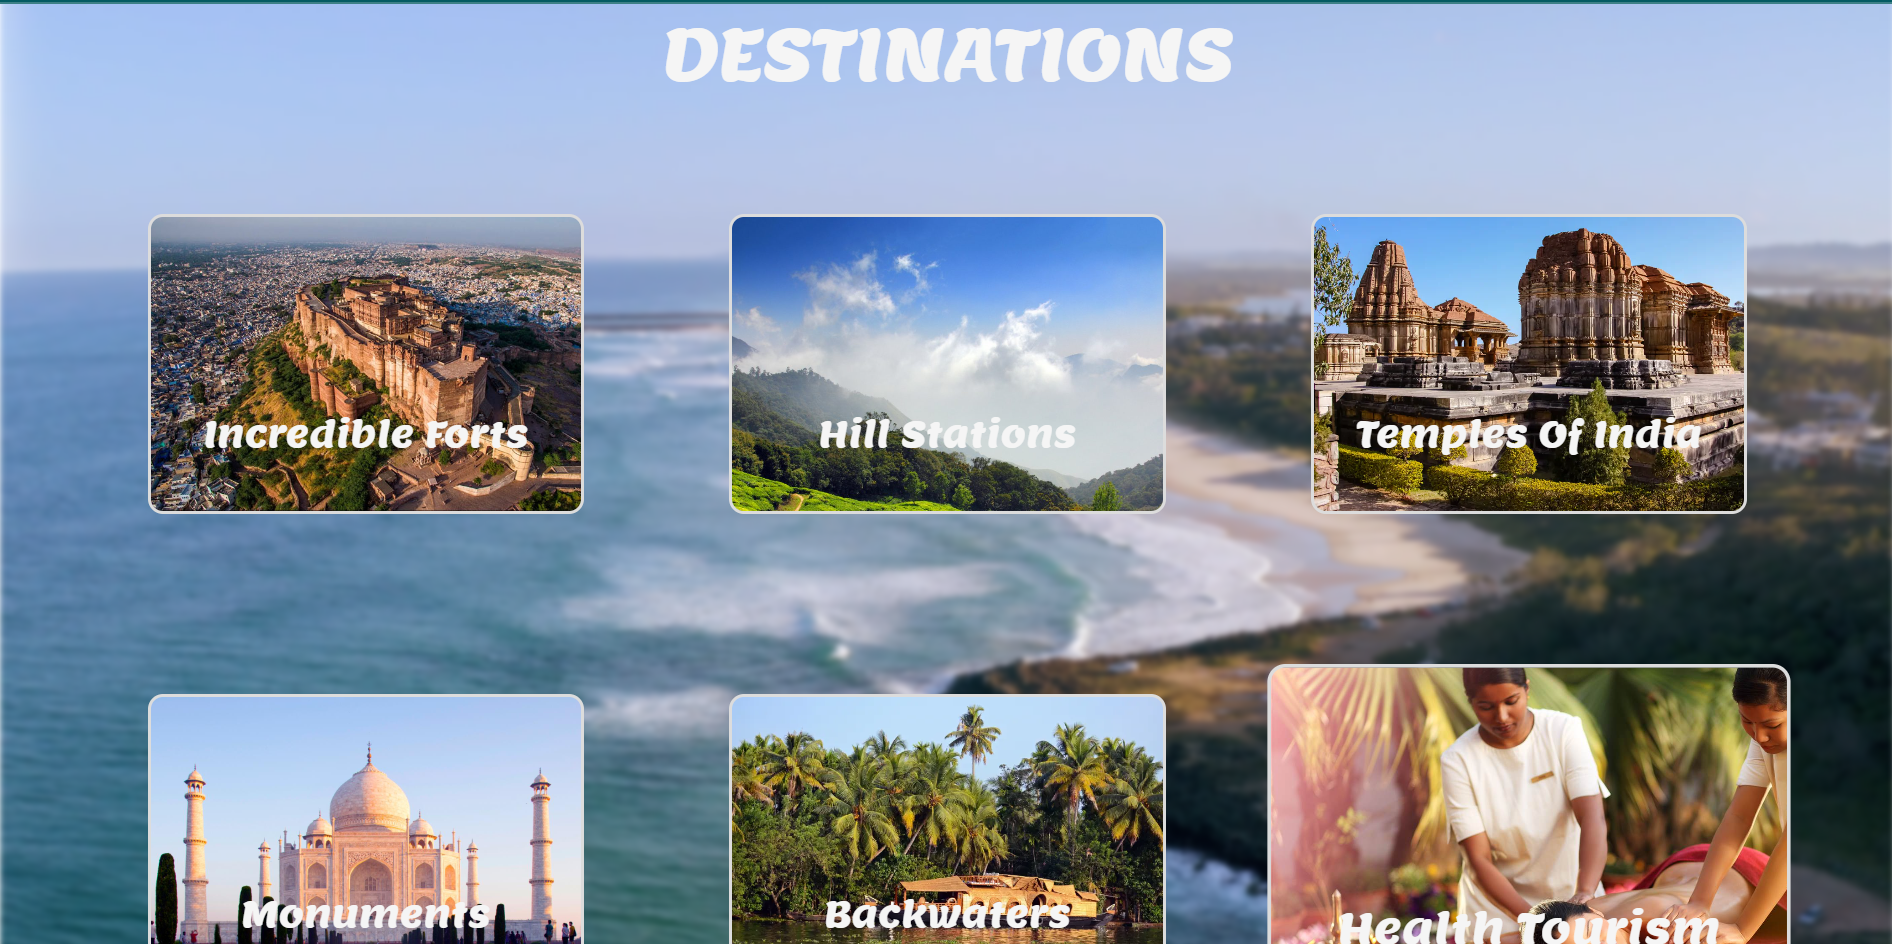 DESTINATIONS
Incredible Forts
Hill Stations
Temples Of India
Monuments
Backwaters
Health Tourism